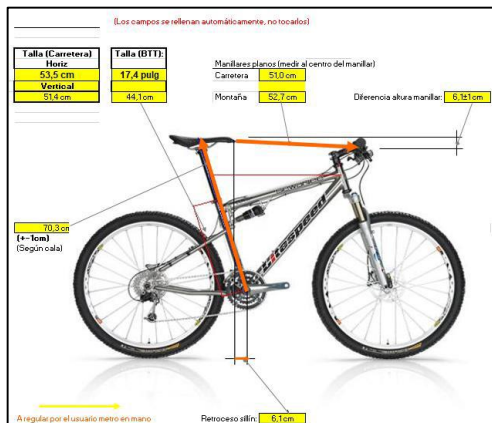 (Los campos se rellenan automáticamente, no tocarlos)
Talla (Carretera)
Horiz
53,5 cm
Vertical
51,4 cm
Talla (BTT):
17,4 pulg
44,1cm
Manillares planos (medir al centro del manillar)
Carretera 51,0 cm
Montaña 52,7 cm
Diferencia altura manillar: 6,1±1cm
70,3 cm
(+-1cm)
(Según cala)
Retroceso sillín: 6,1 cm
A regular por el usuario metro en mano